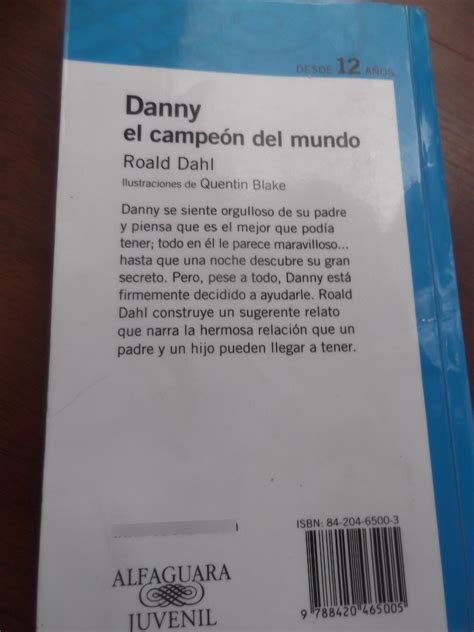 DESDE 12 AÑOS
Danny
el campeón del mundo
Roald Dahl
Ilustraciones de Quentin Blake
Danny se siente orgulloso de su padre
y piensa que es el mejor que podía
tener; todo en él le parece maravilloso...
hasta que una noche descubre su gran
secreto. Pero, pese a todo, Danny está
firmemente decidido a ayudarle. Roald
Dahl construye un sugerente relato
que narra la hermosa relación que un
padre y un hijo pueden llegar a tener.
ISBN: 84-204-6500-3
ALFAGUARA
JUVENIL
9 788420 465005